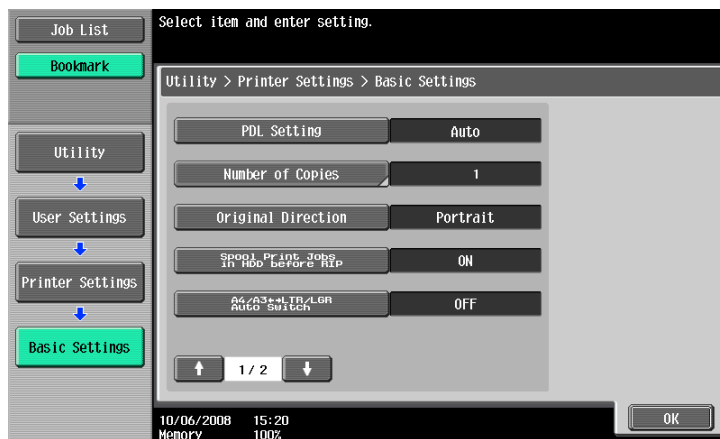 Job List
Select item and enter setting.
Bookmark
Utility > Printer Settings > Basic Settings
PDL Setting
Auto
Utility
Number of Copies
1
User Settings
Original Direction
Portrait
Spool Print Jobs
in HDD before RIP
ON
Printer Settings
A4/A3↔LTR/LGR
Auto Switch
OFF
Basic Settings
1/ 2
10/06/2008 15:20
Memory 100%
OK